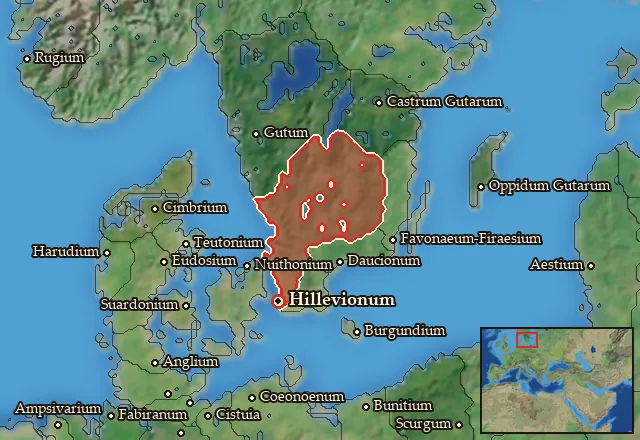 Rugium
Castrum Gutarum
Gutum
Oppidum Gutarum
Cimbrium
Teutonium
Favonaeum-Firaesium
Harudium
Eudosium
Nuithonium
Daucionum
Aestium
Suardonium
Hillevionum
Burgundium
Anglium
Coeonoenum
Ampsivarium
Fabiranum
Cistuia
Bunitium
Scurgum